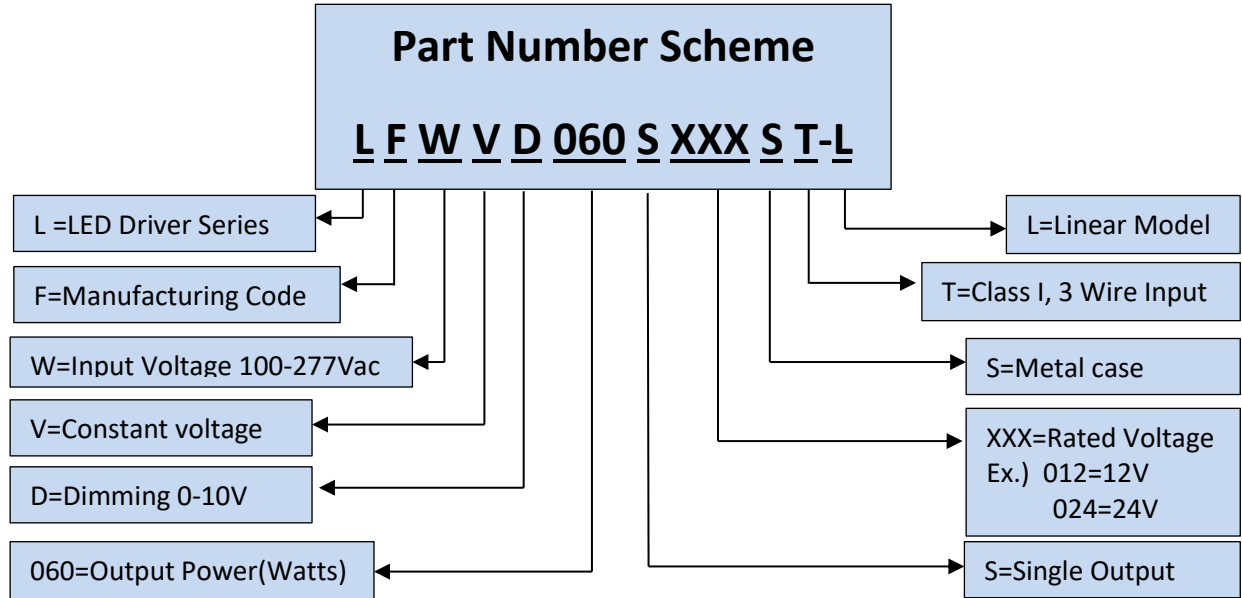 Part Number Scheme
L F W V D 060 S XXX S T-L
L =LED Driver Series
F=Manufacturing Code
W=Input Voltage 100-277Vac
V=Constant voltage
D=Dimming 0-10V
060=Output Power(Watts)
L=Linear Model
T=Class I, 3 Wire Input
S=Metal case
XXX=Rated Voltage
Ex.) 012=12V
024=24V
S=Single Output